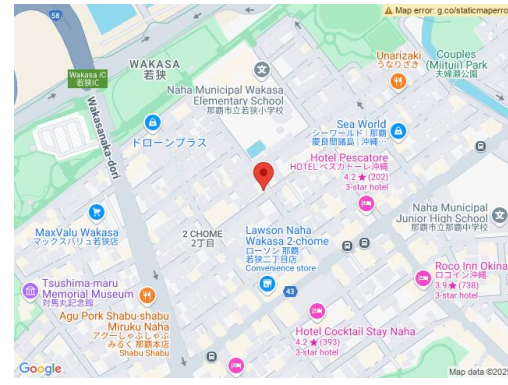 Map error: g.co/staticmaperro
58
WAKASA
若狭
Unarizaki
うなりざき
Couples
(Miituii) Park
夫婦瀬公園
Wakasa IC
若狭IC
Naha Municipal Wakasa
Elementary School
那覇市立若狭小学校
Wakasanaka-dori
ドローンプラス
Sea World
シーワールド | 那覇
慶良間諸島 | 沖縄…
Hotel Pescatore
HOTEL ペスカトーレ沖縄
4.2 ★ (202)
3-star hotel
Naha Municipal
Junior High School
那覇市立那覇中学校
MaxValu Wakasa
マックスバリュ若狭店
2 CHOME
2丁目
Lawson Naha
Wakasa 2-chome
ローソン 那覇
若狭二丁目店
Convenience store
Tsushima-maru
Memorial Museum
対馬丸記念館
43
Roco Inn Okina
ロコイン沖縄
3.9 ★ (738)
3-star hotel
Agu Pork Shabu-shabu
Miruku Naha
アグーしゃぶしゃぶ
みるく 那覇本店
Shabu Shabu
Hotel Cocktail Stay Naha
4.2 ★ (393)
3-star hotel
Google
Map data ©2025